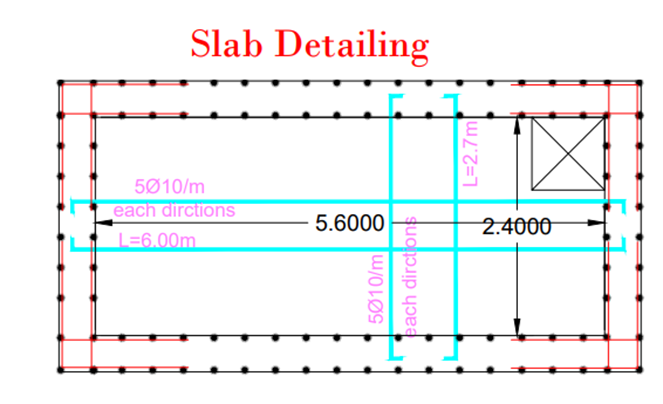 Slab Detailing
5Ø10/m
each dirctions
L=6.00m
5.6000
L=2.7m
2.4000
5Ø10/m
each dirctions